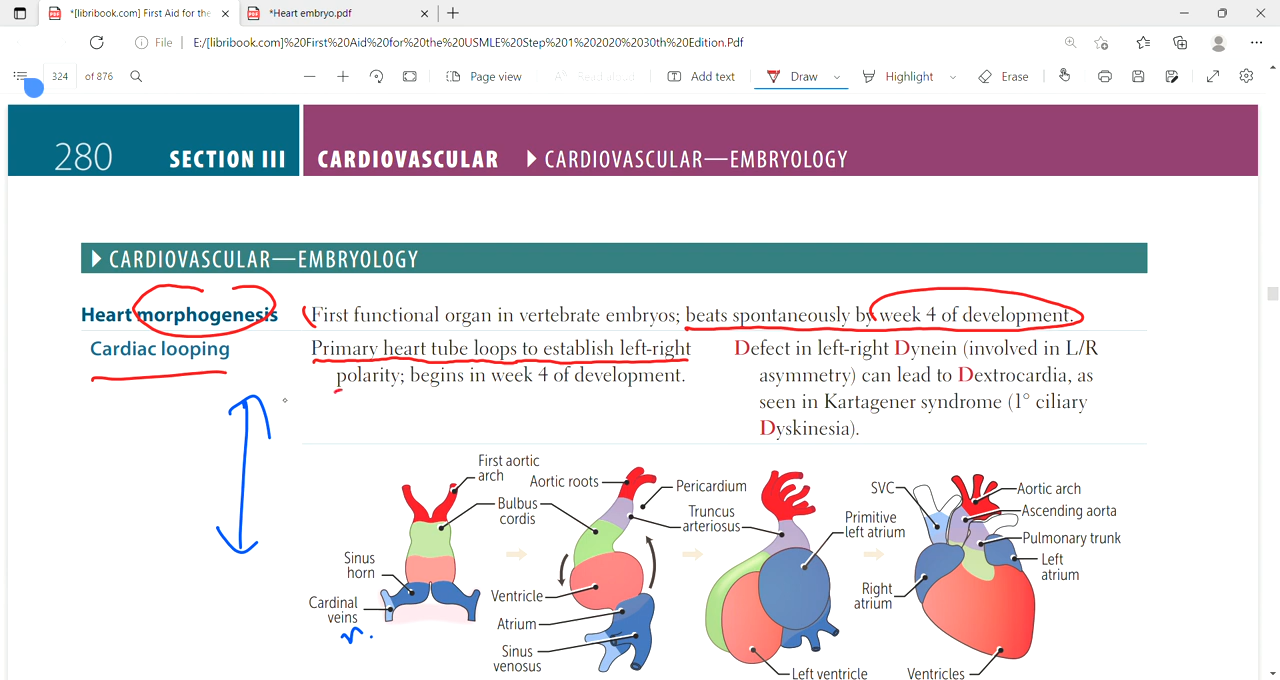 *[libribook.com] First Aid for the
*Heart embryo.pdf
File
E:/[libribook.com]%20First%20Aid%20for%20the%20USMLE%20Step%201%202020%2030th%20Edition.Pdf
324 of 876
Page view
Read aloud
Add text
Draw
Highlight
Erase
280 SECTION III CARDIOVASCULAR CARDIOVASCULAR—EMBRYOLOGY
CARDIOVASCULAR—EMBRYOLOGY
Heart morphogenesis
First functional organ in vertebrate embryos; beats spontaneously by week 4 of development.
Cardiac looping
Primary heart tube loops to establish left-right
polarity; begins in week 4 of development.
Defect in left-right Dynein (involved in L/R
asymmetry) can lead to Dextrocardia, as
seen in Kartagener syndrome (1° ciliary
Dyskinesia).
First aortic
arch
Bulbus
cordis
Sinus
horn
Cardinal
veins
Aortic roots
Pericardium
Truncus
arteriosus
Ventricle
Atrium
Sinus
venosus
Primitive
left atrium
Left ventricle
SVC
Right
atrium
Aortic arch
Ascending aorta
Pulmonary trunk
Left
atrium
Ventricles